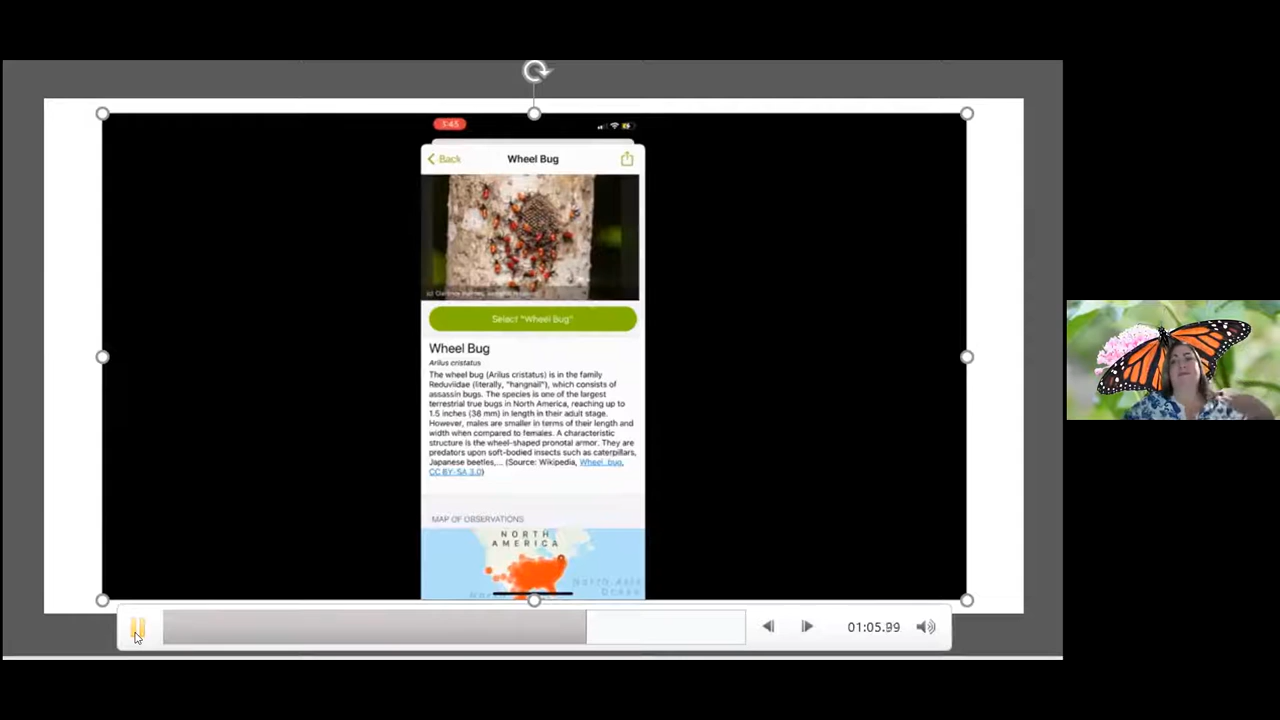 3:45
Back
Wheel Bug
Select "Wheel Bug"
Wheel Bug
Arilus cristatus
The wheel bug (Arilus cristatus) is in the family
Reduviidae (literally, "hangnail"), which consists of
assassin bugs. The species is one of the largest
terrestrial true bugs in North America, reaching up to
1.5 inches (38 mm) in length in their adult stage.
However, males are smaller in terms of their length and
width when compared to females. A characteristic
structure is the wheel-shaped pronotal armor. They are
predators upon soft-bodied insects such as caterpillars,
Japanese beetles,... (Source: Wikipedia, Wheel_bug,
CC BY-SA 3.0)
MAP OF OBSERVATIONS
NORTH
AMERICA
North
Ocean
01:05.99